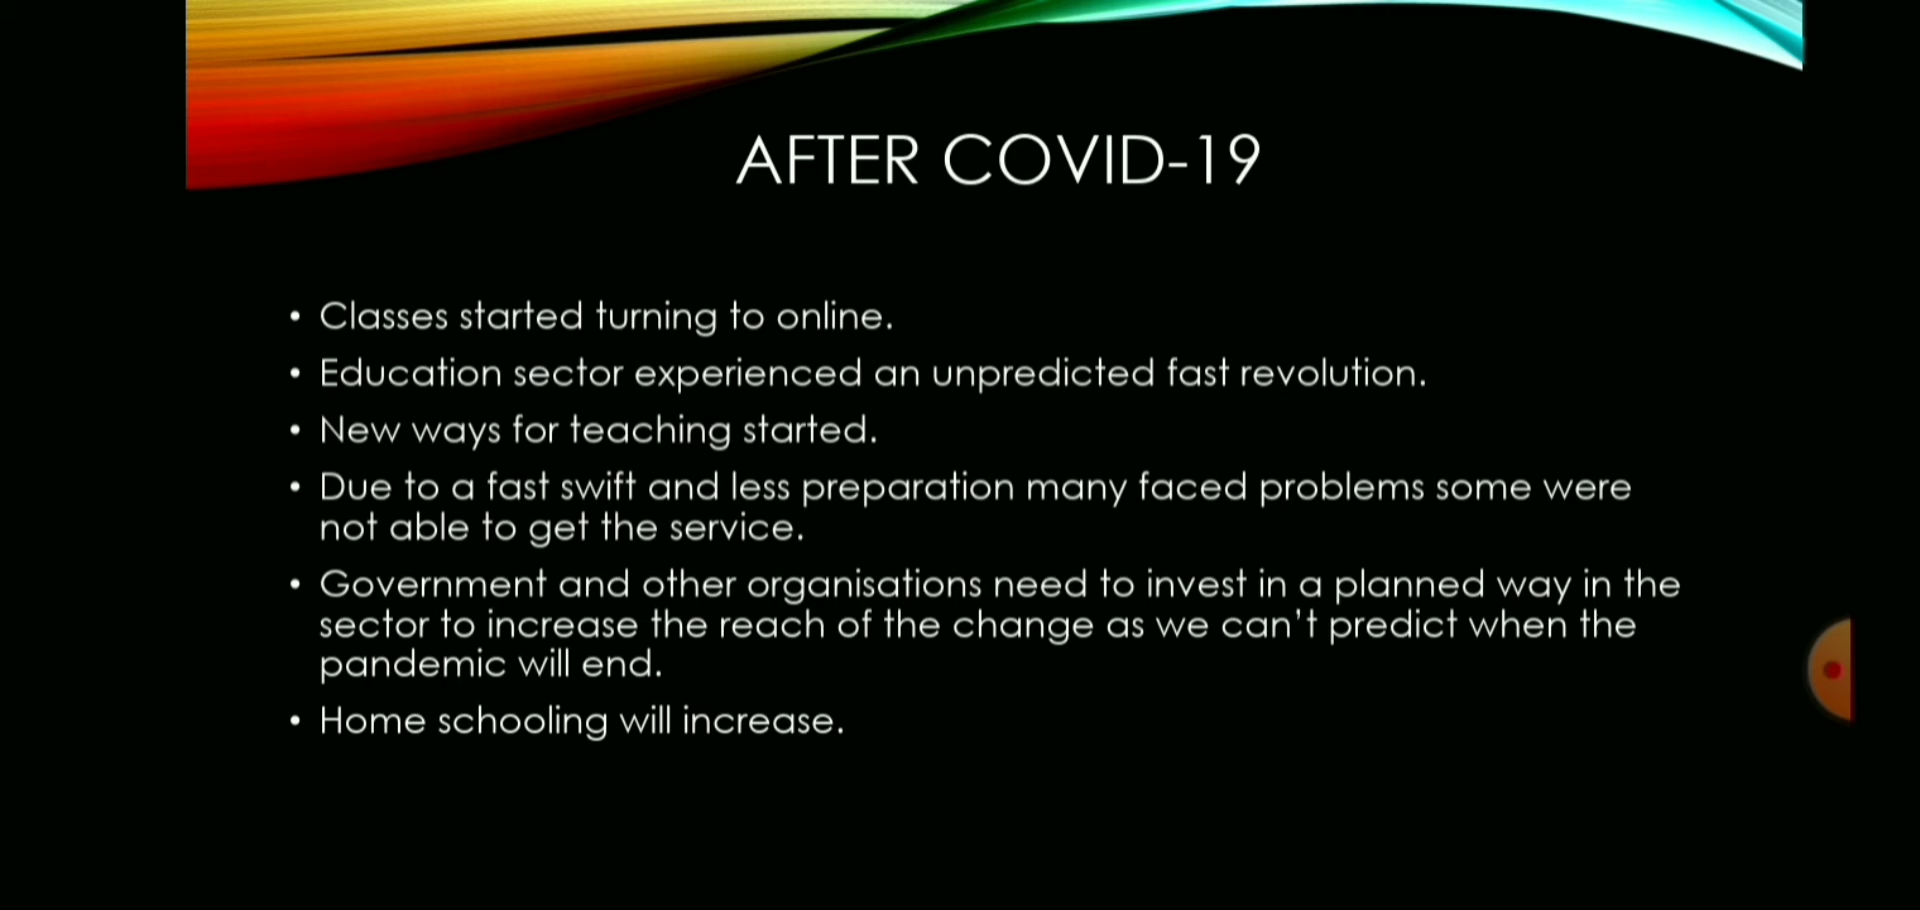 AFTER COVID-19
• Classes started turning to online.
• Education sector experienced an unpredicted fast revolution.
• New ways for teaching started.
• Due to a fast swift and less preparation many faced problems some were
not able to get the service.
• Government and other organisations need to invest in a planned way in the
sector to increase the reach of the change as we can't predict when the
pandemic will end.
• Home schooling will increase.